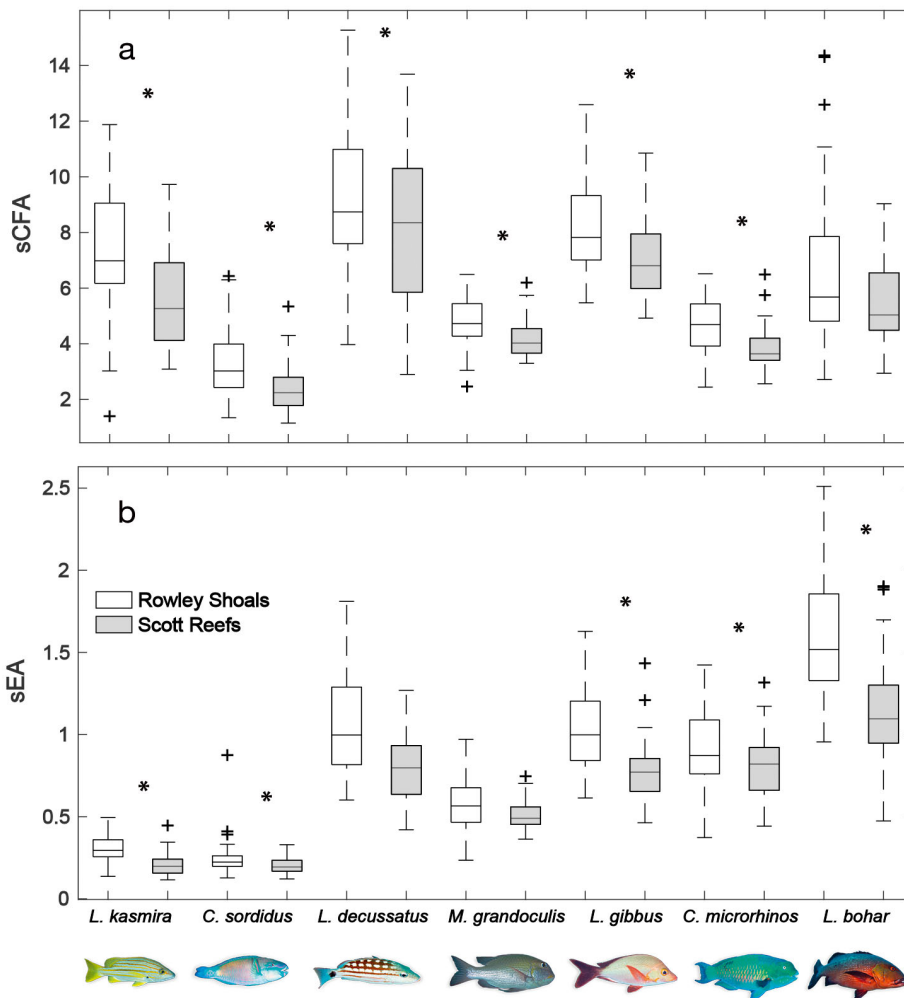 a
sCFA
14
12
10
8
6
4
2
* * * * * *
b
sEA
2.5
2
1.5
1
0.5
0
Rowley Shoals
Scott Reefs
* * * * *
L. kasmira C. sordidus L. decussatus M. grandoculis L. gibbus C. microrhinos L. bohar